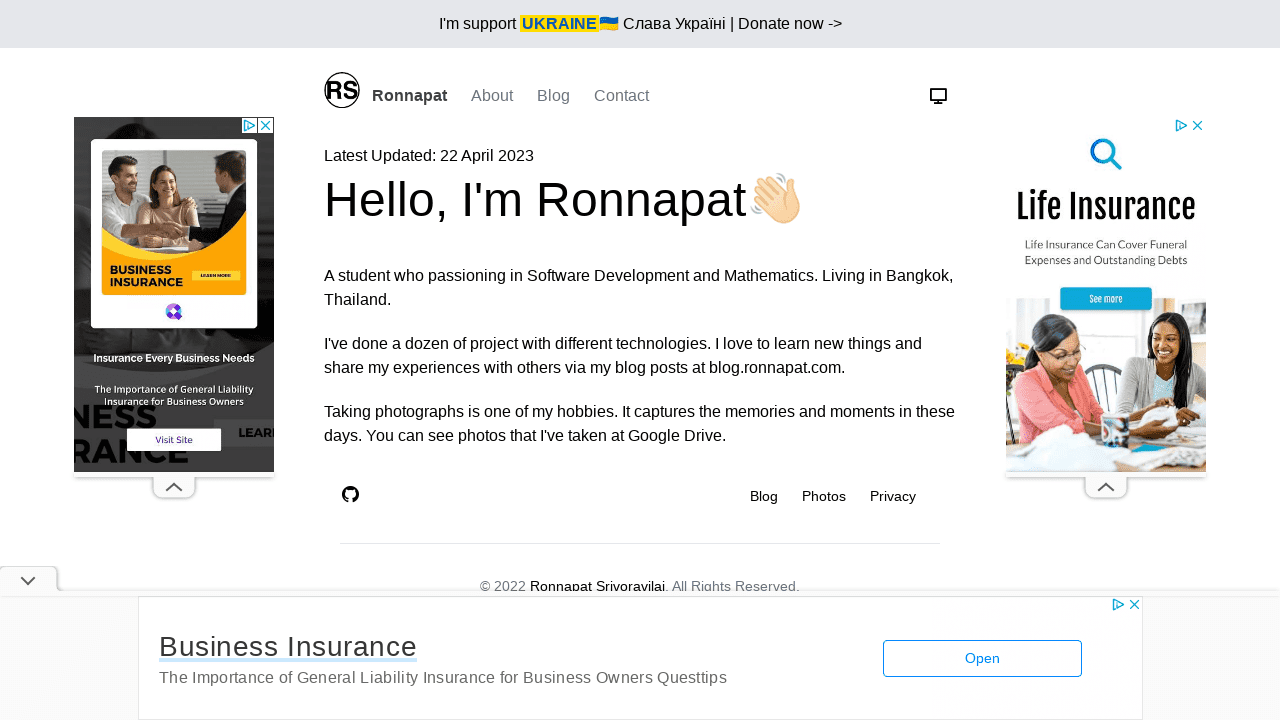 I'm support UKRAINE🇺🇦 Слава Україні | Donate now ->
RS
Ronnapat
About
Blog
Contact
Latest Updated: 22 April 2023
Hello, I'm Ronnapat👋🏻
A student who passioning in Software Development and Mathematics. Living in Bangkok,
Thailand.
I've done a dozen of project with different technologies. I love to learn new things and
share my experiences with others via my blog posts at blog.ronnapat.com.
Taking photographs is one of my hobbies. It captures the memories and moments in these
days. You can see photos that I've taken at Google Drive.
Blog
Photos
Privacy
© 2022 Ronnapat Srivoravilai. All Rights Reserved.
BUSINESS
INSURANCE
LEARN MORE
Insurance Every Business Needs
The Importance of General Liability
Insurance for Business Owners
Visit Site
Life Insurance
Life Insurance Can Cover Funeral
Expenses and Outstanding Debts
See more
Business Insurance
The Importance of General Liability Insurance for Business Owners Questtips
Open